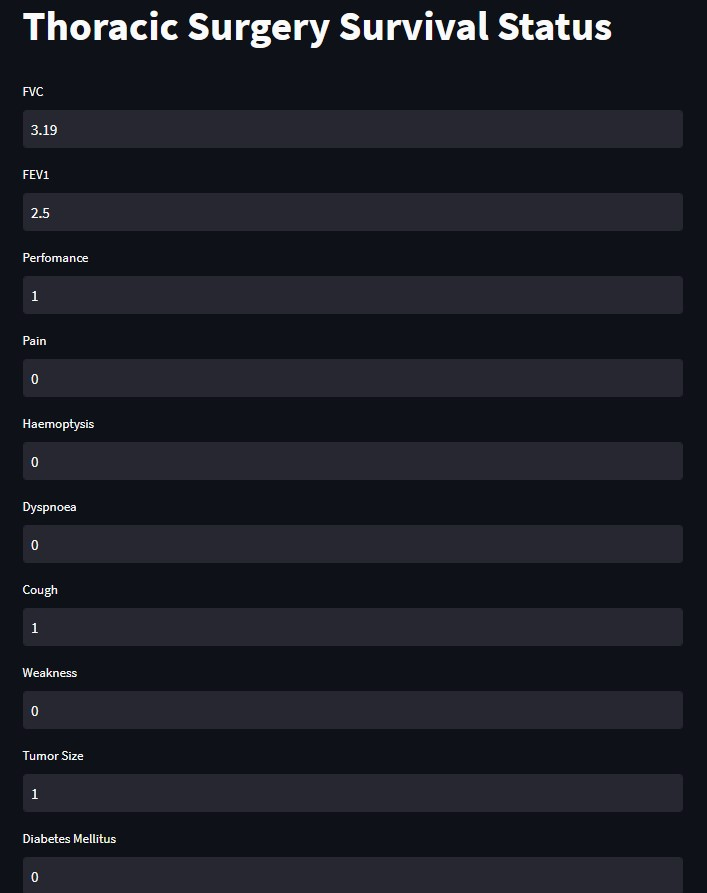 Thoracic Surgery Survival Status
FVC
3.19
FEV1
2.5
Perfomance
1
Pain
0
Haemoptysis
0
Dyspnoea
0
Cough
1
Weakness
0
Tumor Size
1
Diabetes Mellitus
0